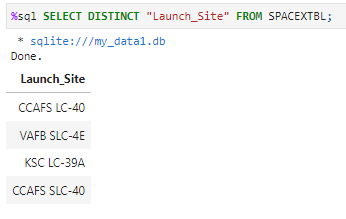 %sql SELECT DISTINCT "Launch_Site" FROM SPACEXTBL;
* sqlite:///my_data1.db
Done.
Launch_Site
CCAFS LC-40
VAFB SLC-4E
KSC LC-39A
CCAFS SLC-40